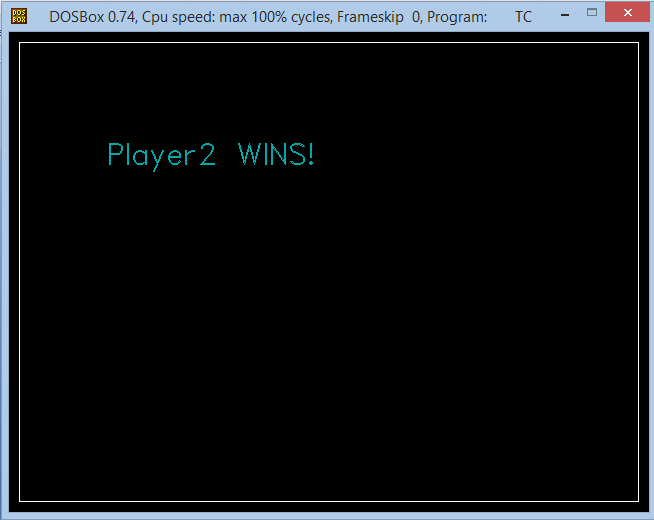 DOSBox 0.74, Cpu speed: max 100% cycles, Frameskip 0, Program: TC
Player2 WINS!